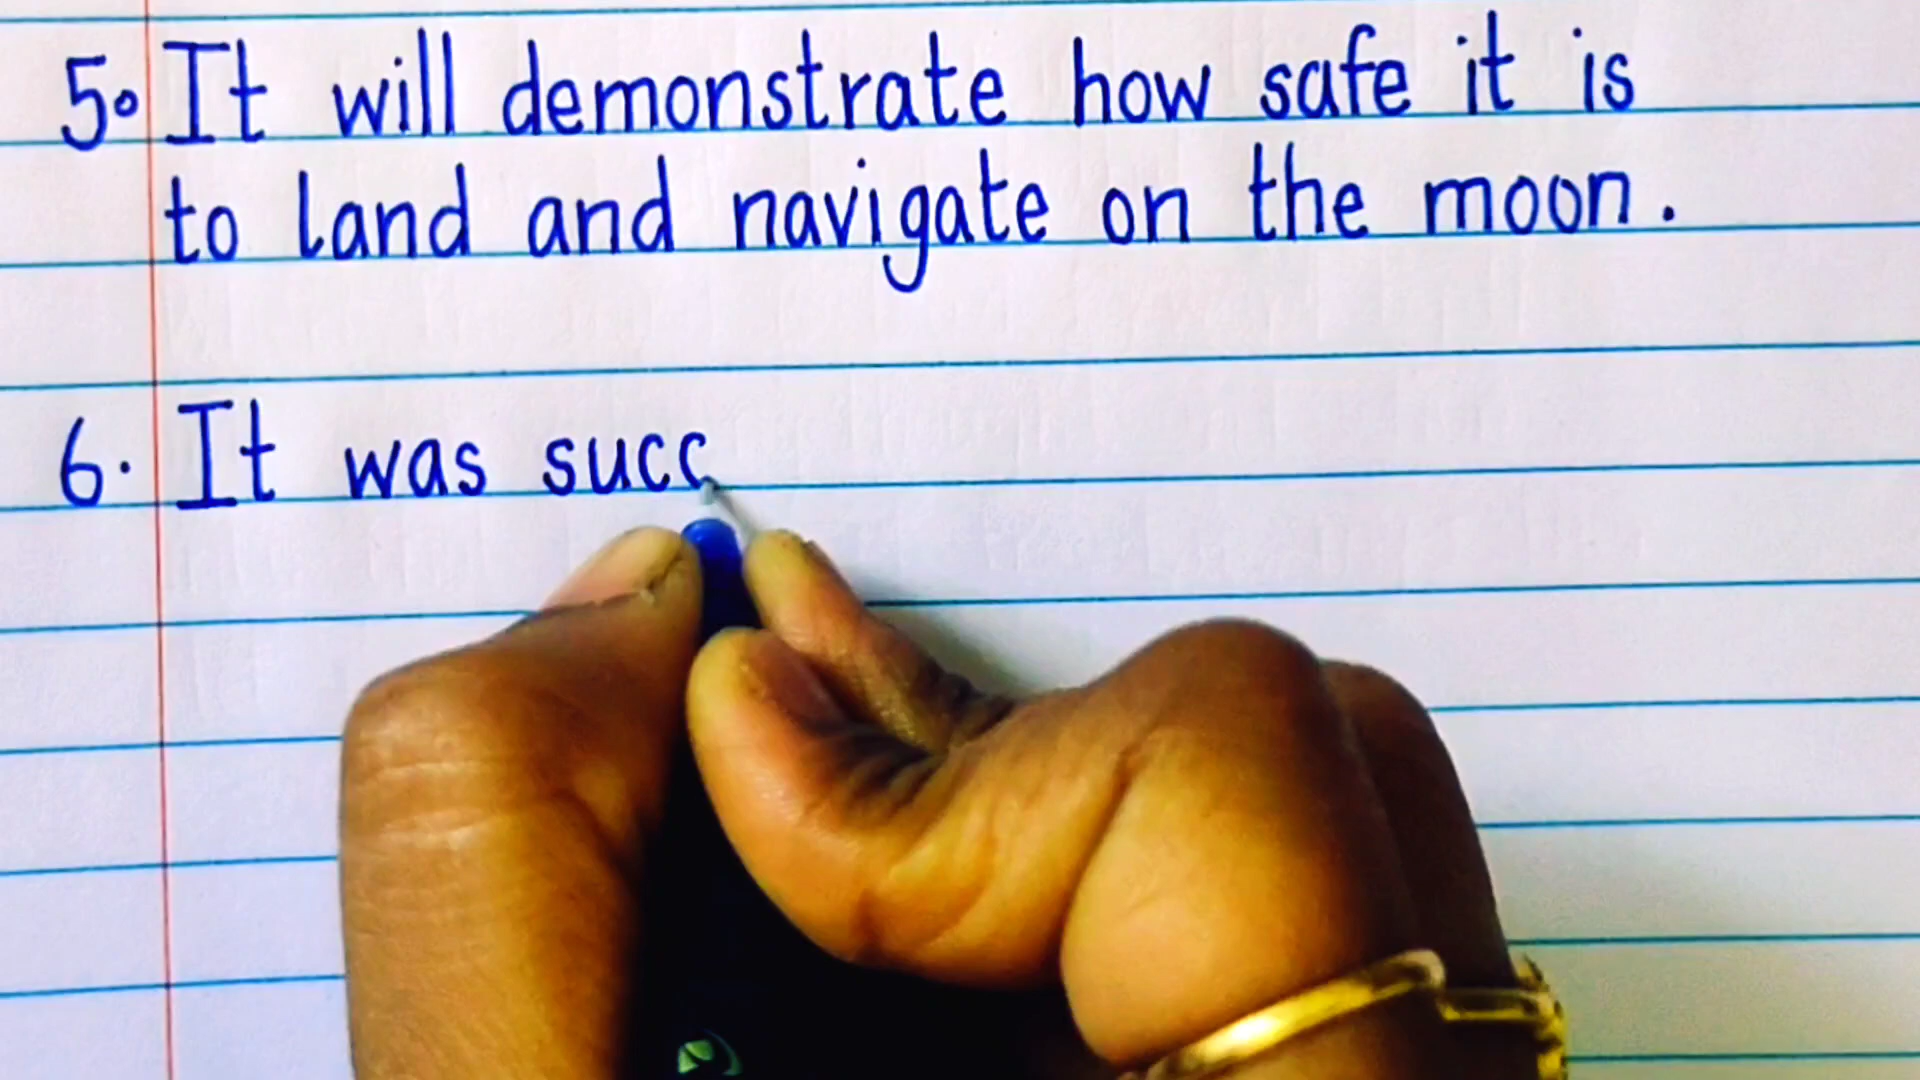 5. It will demonstrate how safe it is
to land and navigate on the moon.
6. It was succ